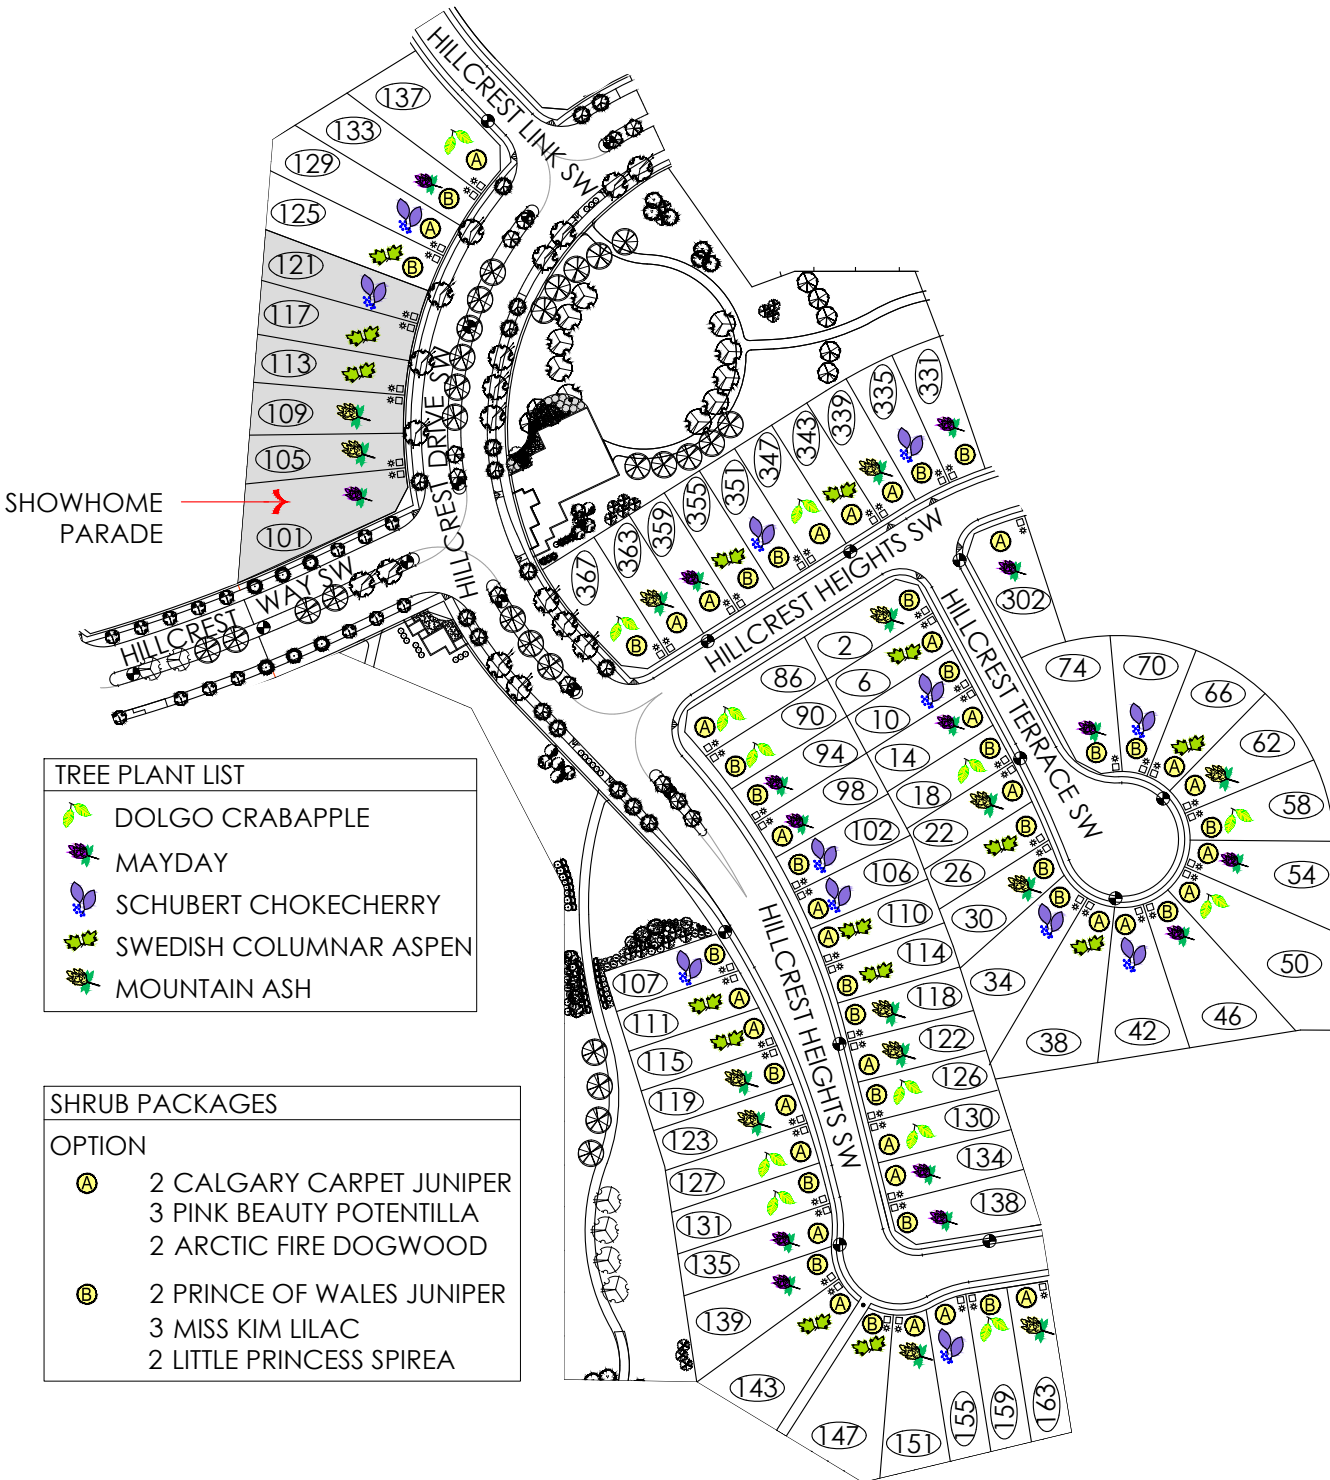 HILLCREST LINK SW
137
133
129
125
121
117
113
109
105
101
SHOWHOME
PARADE
A
B
A
B
HILLCREST DRIVE SW
HILLCREST WAY SW
331
335
339
343
347
351
355
359
363
367
B
B
A
A
A
B
B
A
A
B
HILLCREST HEIGHTS SW
A
302
HILLCREST TERRACE SW
2
6
10
14
18
22
26
30
34
38
42
46
50
54
58
62
66
70
74
B
A
B
A
B
A
B
B
B
A
A
B
A
A
B
A
A
B
B
86
90
94
98
102
106
110
114
118
122
126
130
134
138
A
B
B
A
B
A
A
B
B
A
B
A
A
B
HILLCREST HEIGHTS SW
107
111
115
119
123
127
131
135
139
143
147
151
155
159
163
B
A
A
B
A
A
B
A
B
A
B
A
A
B
A
TREE PLANT LIST
DOLGO CRABAPPLE
MAYDAY
SCHUBERT CHOKECHERRY
SWEDISH COLUMNAR ASPEN
MOUNTAIN ASH
SHRUB PACKAGES
OPTION
A 2 CALGARY CARPET JUNIPER
3 PINK BEAUTY POTENTILLA
2 ARCTIC FIRE DOGWOOD
B 2 PRINCE OF WALES JUNIPER
3 MISS KIM LILAC
2 LITTLE PRINCESS SPIREA